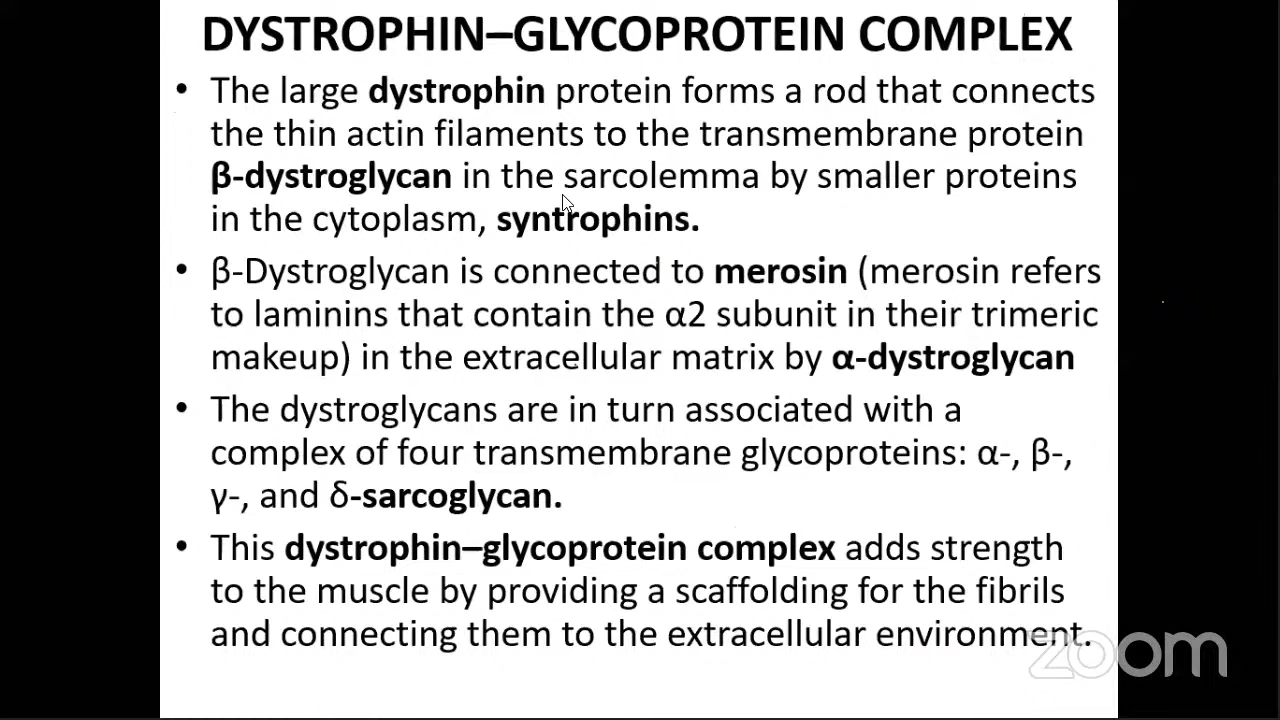 DYSTROPHIN–GLYCOPROTEIN COMPLEX
• The large dystrophin protein forms a rod that connects
the thin actin filaments to the transmembrane protein
β-dystroglycan in the sarcolemma by smaller proteins
in the cytoplasm, syntrophins.
• β-Dystroglycan is connected to merosin (merosin refers
to laminins that contain the α2 subunit in their trimeric
makeup) in the extracellular matrix by α-dystroglycan
• The dystroglycans are in turn associated with a
complex of four transmembrane glycoproteins: α-, β-,
γ-, and δ-sarcoglycan.
• This dystrophin–glycoprotein complex adds strength
to the muscle by providing a scaffolding for the fibrils
and connecting them to the extracellular environment.
zoom